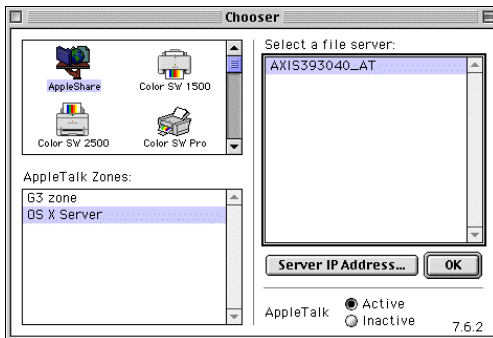 Chooser
AppleShare
Color SW 1500
Color SW 2500
Color SW Pro
AppleTalk Zones:
G3 zone
OS X Server
Select a file server:
AXIS393040_AT
Server IP Address...
OK
AppleTalk
Active
Inactive
7.6.2